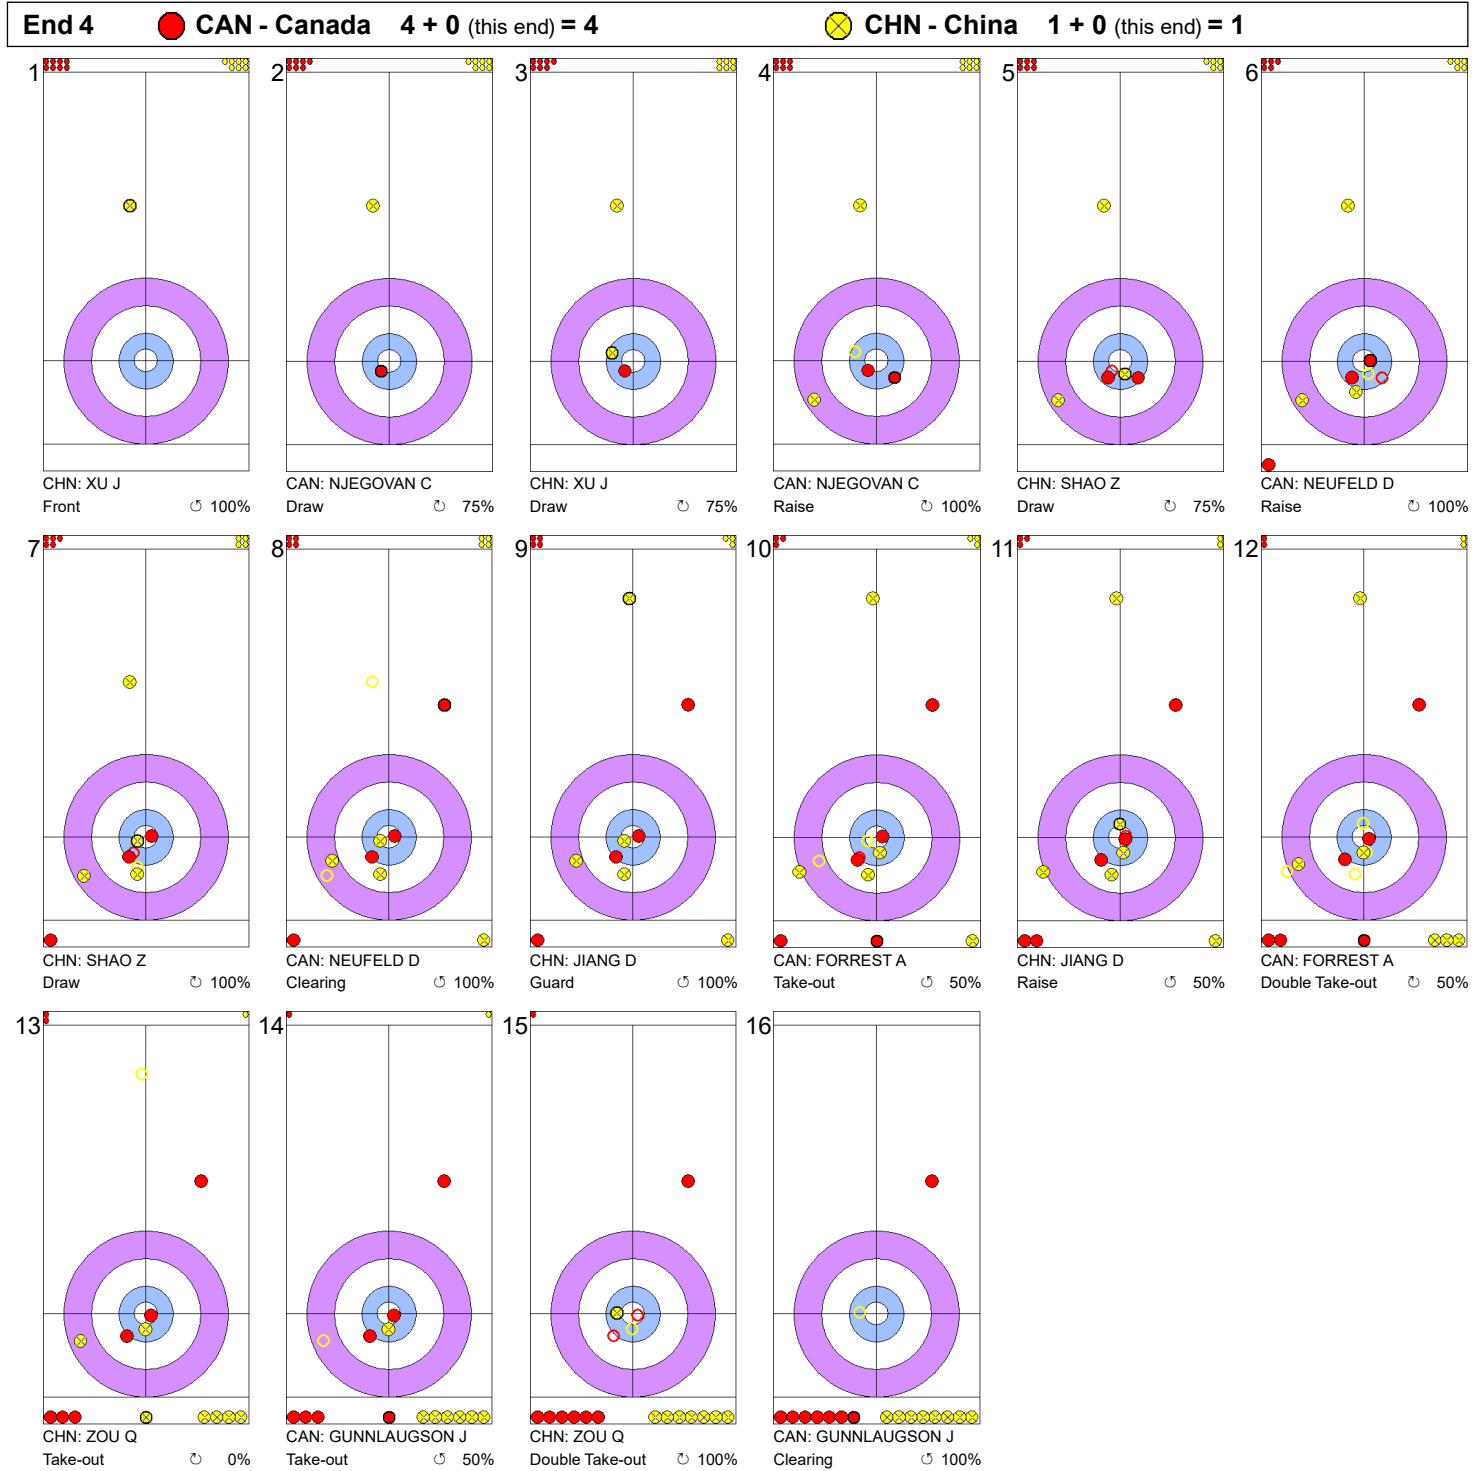 End 4 CAN - Canada 4 + 0 (this end) = 4 CHN - China 1 + 0 (this end) = 1
1 2 3 4 5 6
CHN: XU J CAN: NJEGOVAN C CHN: XU J CAN: NJEGOVAN C CHN: SHAO Z CAN: NEUFELD D
Front ↺ 100% Draw ↻ 75% Draw ↻ 75% Raise ↻ 100% Draw ↻ 75% Raise ↻ 100%
7 8 9 10 11 12
CHN: SHAO Z CAN: NEUFELD D CHN: JIANG D CAN: FORREST A CHN: JIANG D CAN: FORREST A
Draw ↻ 100% Clearing ↻ 100% Guard ↺ 100% Take-out ↺ 50% Raise ↺ 50% Double Take-out ↻ 50%
13 14 15 16
CHN: ZOU Q CAN: GUNNLAUGSON J CHN: ZOU Q CAN: GUNNLAUGSON J
Take-out ↻ 0% Take-out ↺ 50% Double Take-out ↻ 100% Clearing ↻ 100%